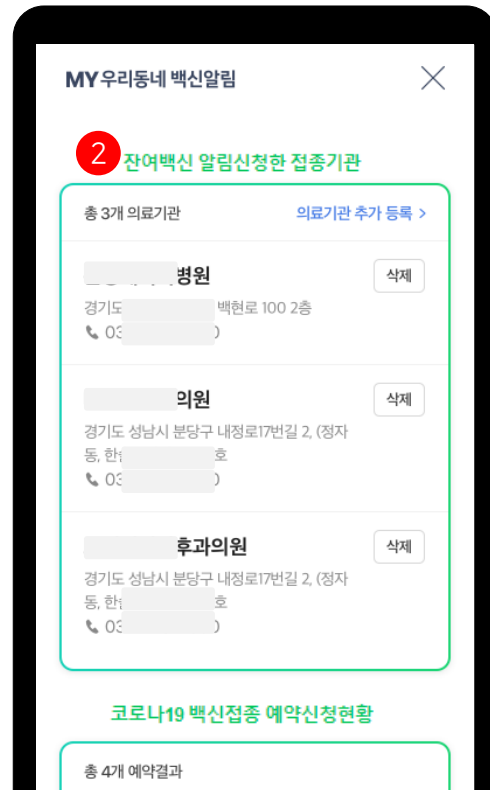 MY 우리동네 백신알림
2
잔여백신 알림신청한 접종기관
총 3개 의료기관
의료기관 추가 등록 >
병원
삭제
경기도 백현로 100 2층
03
의원
삭제
경기도 성남시 분당구 내정로17번길 2, (정자
동, 한솔 호
03 0
후과의원
삭제
경기도 성남시 분당구 내정로17번길 2, (정자
동, 한솔 호
03 0
코로나19 백신접종 예약신청현황
총 4개 예약결과